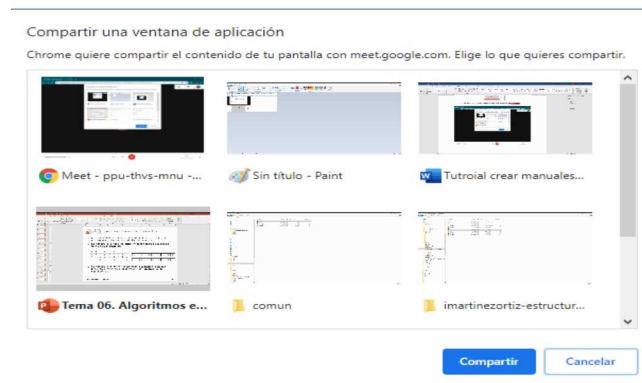 Compartir una ventana de aplicación
Chrome quiere compartir el contenido de tu pantalla con meet.google.com. Elige lo que quieres compartir.
Meet - ppu-thvs-mnu -...
Sin título - Paint
Tutroial crear manuales...
Tema 06. Algoritmos e...
comun
imartinezortiz-estructur...
Compartir
Cancelar